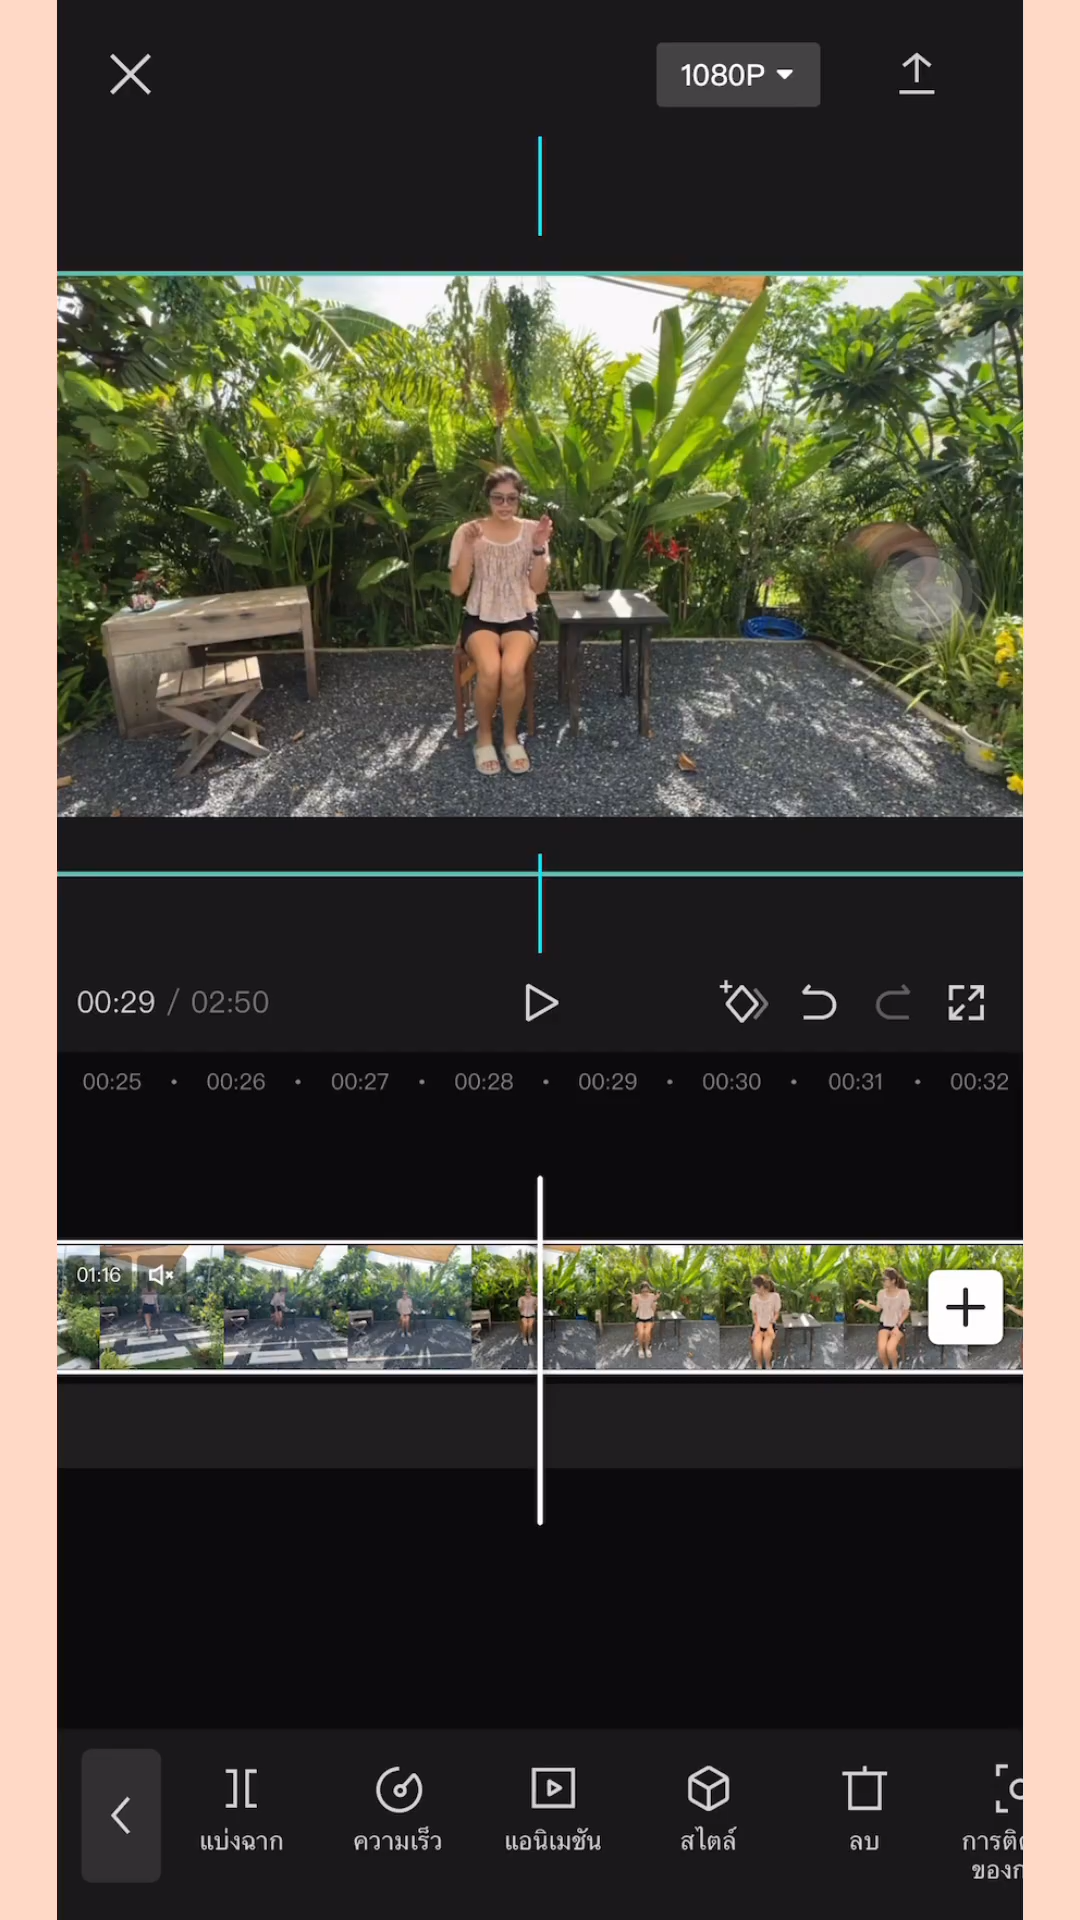 1080P
00:29 / 02:50
00:25 • 00:26 • 00:27 • 00:28 • 00:29 • 00:30 • 00:31 • 00:32
01:16
แบ่งฉาก ความเร็ว แอนิเมชัน สไตล์ ลบ